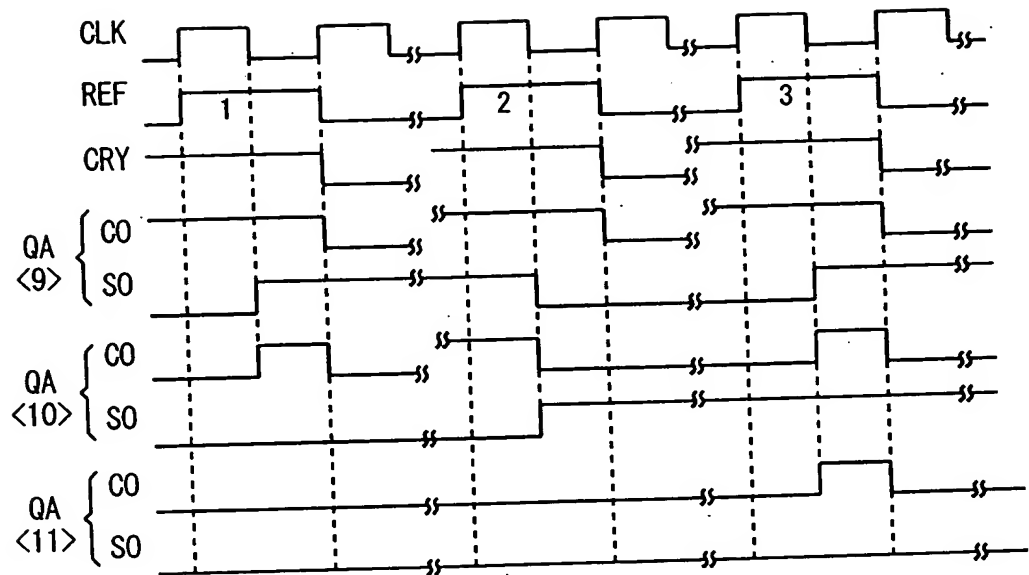 CLK
REF 1 2 3
CRY
QA <9> { CO
SO
QA <10> { CO
SO
QA <11> { CO
SO